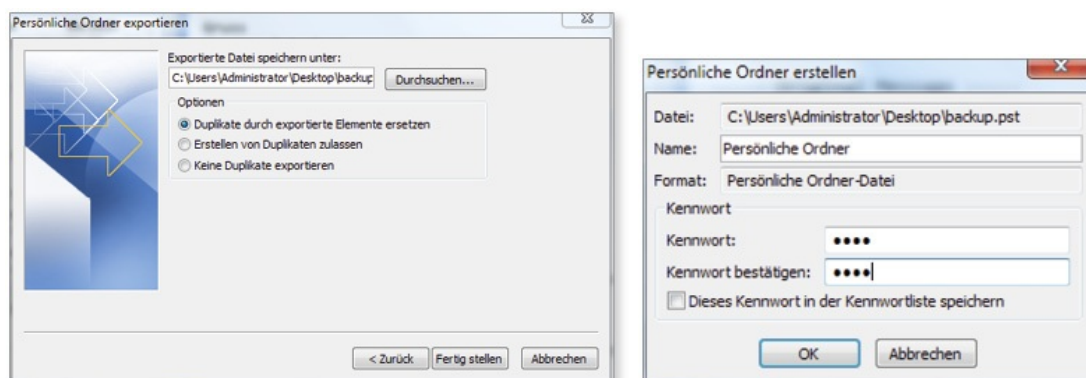 Persönliche Ordner exportieren
Exportierte Datei speichern unter:
C:\Users\Administrator\Desktop\backup
Durchsuchen...
Optionen
Duplikate durch exportierte Elemente ersetzen
Erstellen von Duplikaten zulassen
Keine Duplikate exportieren
< Zurück Fertig stellen Abbrechen
Persönliche Ordner erstellen
Datei: C:\Users\Administrator\Desktop\backup.pst
Name: Persönliche Ordner
Format: Persönliche Ordner-Datei
Kennwort
Kennwort: ••••
Kennwort bestätigen: ••••
Dieses Kennwort in der Kennwortliste speichern
OK Abbrechen